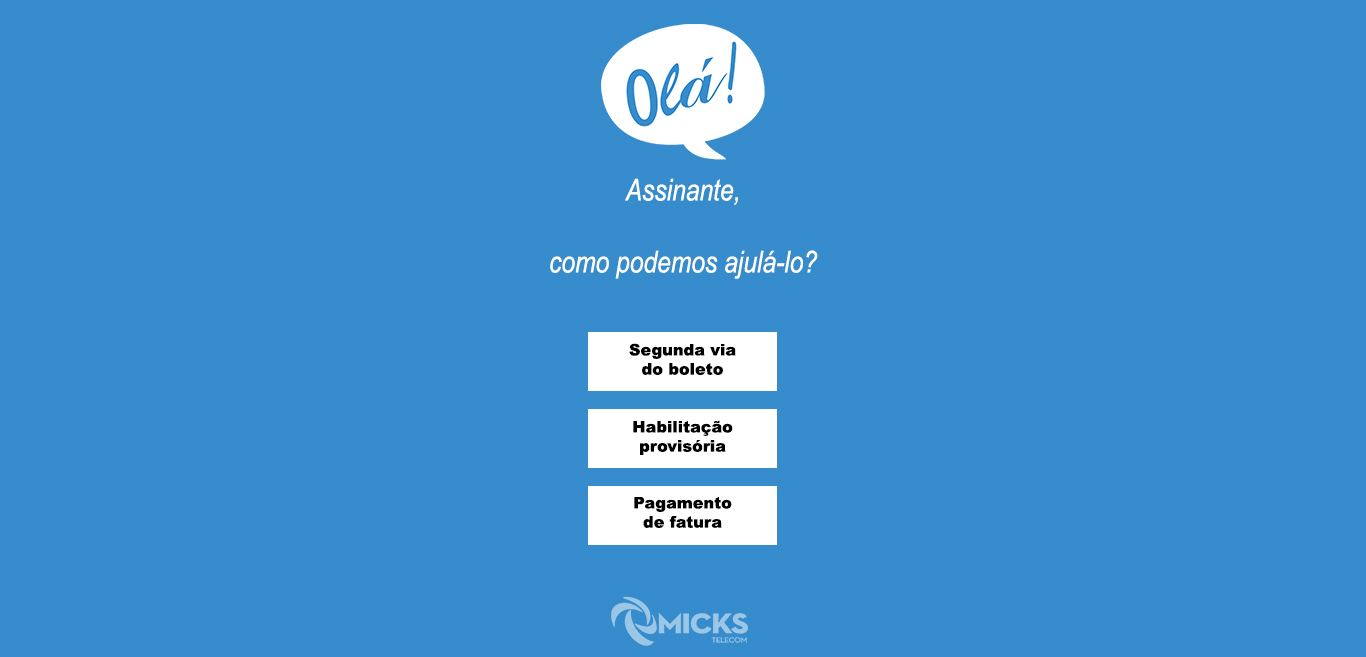 Olá!
Assinante,
como podemos ajulá-lo?
Segunda via
do boleto
Habilitação
provisória
Pagamento
de fatura
MICKS
TELECOM